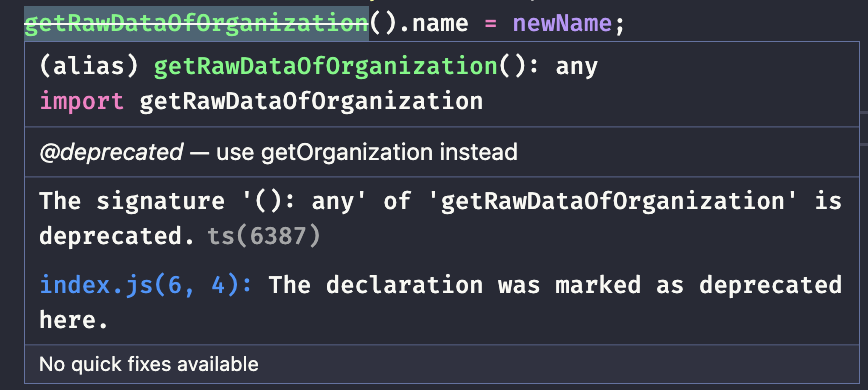 getRawDataOfOrganization().name = newName;
(alias) getRawDataOfOrganization(): any
import getRawDataOfOrganization
@deprecated — use getOrganization instead
The signature '(): any' of 'getRawDataOfOrganization' is
deprecated. ts(6387)
index.js(6, 4): The declaration was marked as deprecated
here.
No quick fixes available